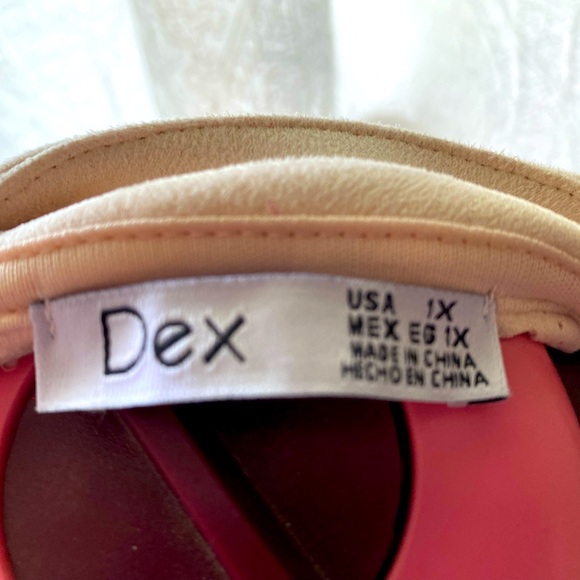 Dex
USA 1X
MEX EG 1X
MADE IN CHINA
HECHO EN CHINA